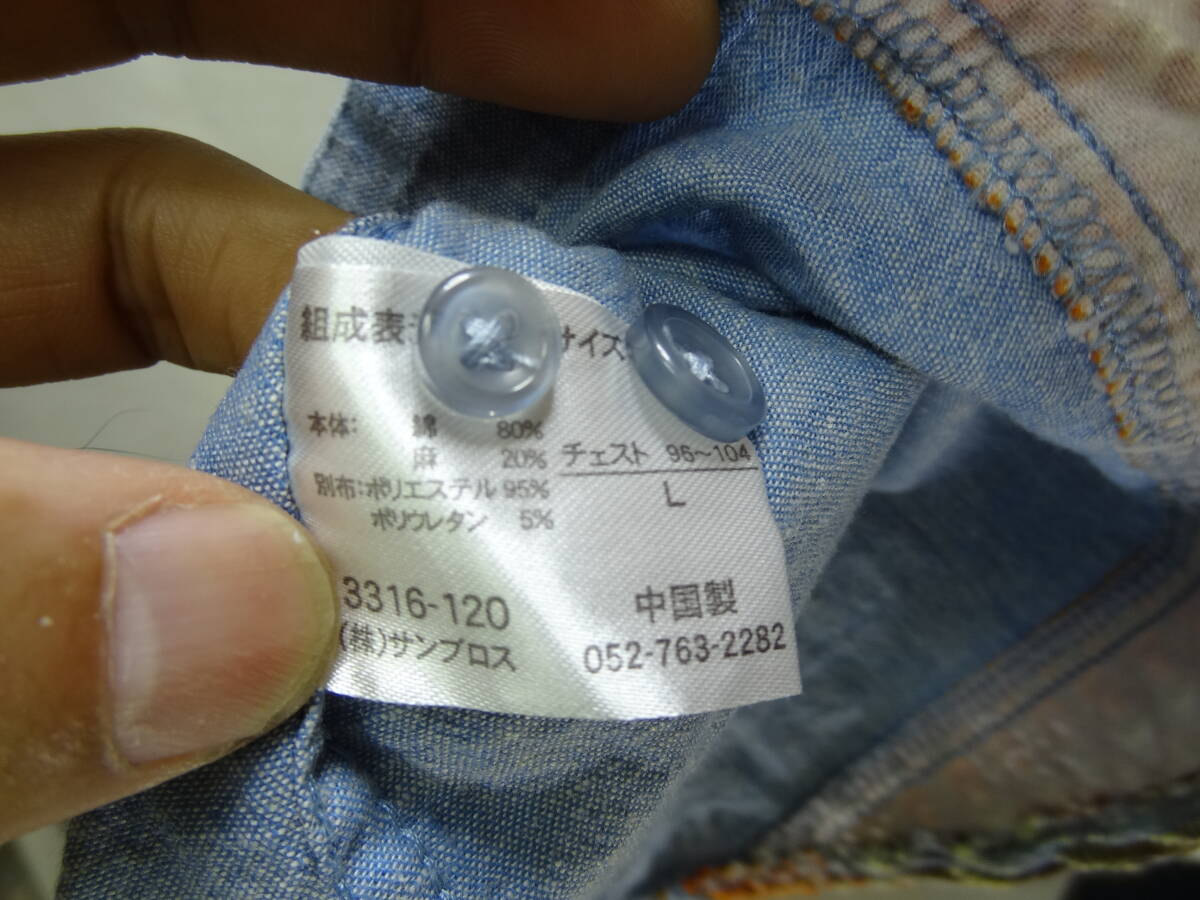 組成表
サイズ
本体: 綿 80%
麻 20%
別布:ポリエステル 95%
ポリウレタン 5%
チェスト 96～104
L
3316-120
(株)サンプロス
中国製
052-763-2282